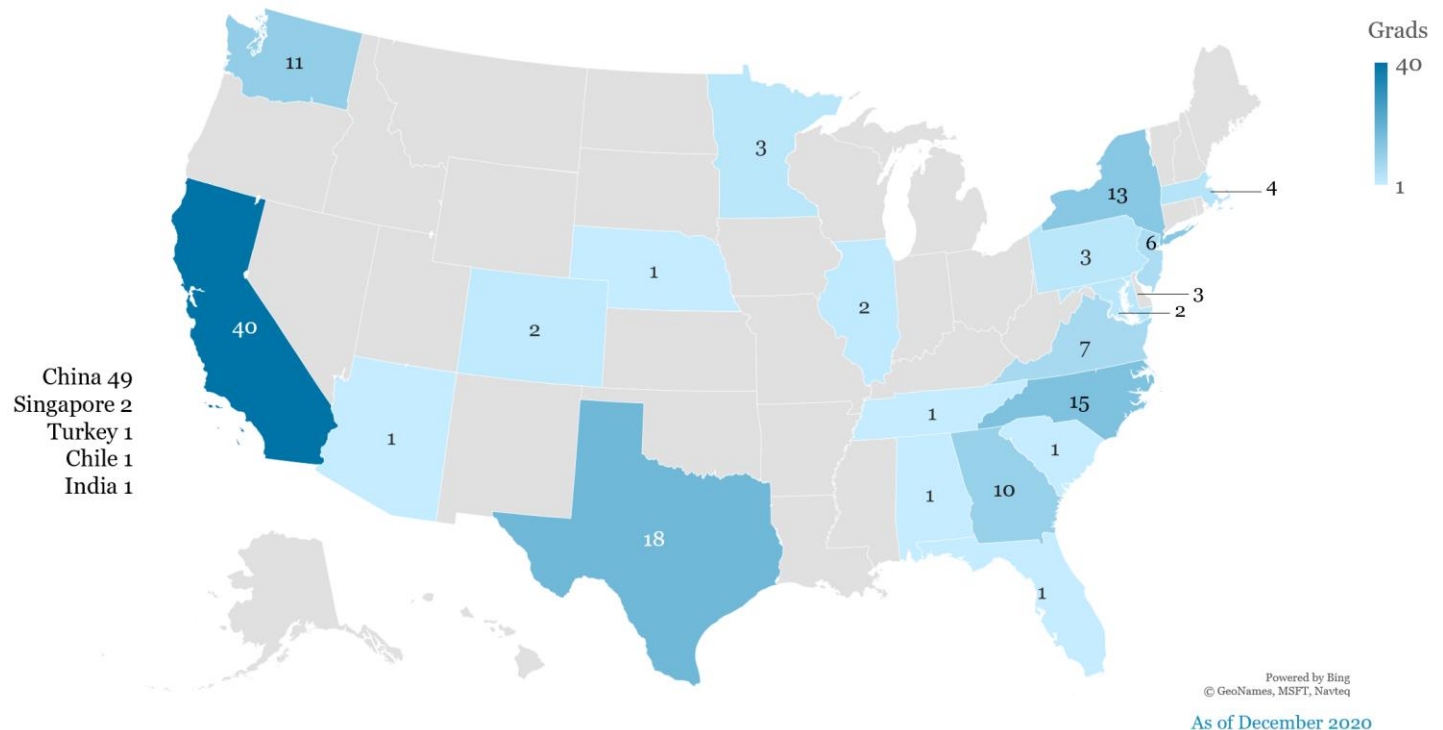 Grads
40
1
11
3
13
4
6
3
3
2
1
2
2
40
7
15
1
1
1
1
10
18
1
China 49
Singapore 2
Turkey 1
Chile 1
India 1
Powered by Bing
© GeoNames, MSFT, Navteq
As of December 2020